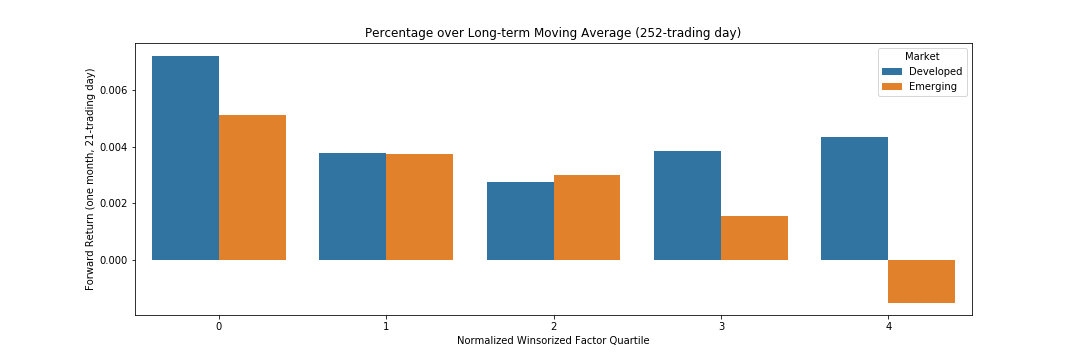 Percentage over Long-term Moving Average (252-trading day)
Market
Developed
Emerging
Forward Return (one month, 21-trading day)
0.006
0.004
0.002
0.000
0 1 2 3 4
Normalized Winsorized Factor Quartile